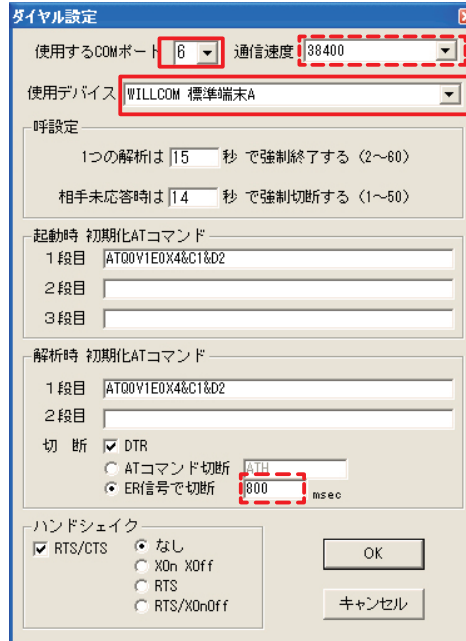 ダイヤル設定
使用するCOMポート 6 通信速度 38400
使用デバイス WILLCOM 標準端末A
呼設定
1つの解析は 15 秒 で強制終了する (2～60)
相手未応答時は 14 秒 で強制切断する (1～50)
起動時 初期化ATコマンド
1段目 ATQ0V1E0X4&C1&D2
2段目
3段目
解析時 初期化ATコマンド
1段目 ATQ0V1E0X4&C1&D2
2段目
切 断 DTR
ATコマンド切断 ATH
ER信号で切断 800 msec
ハンドシェイク
RTS/CTS なし
XOn XOff
RTS
RTS/XOnOff
OK
キャンセル